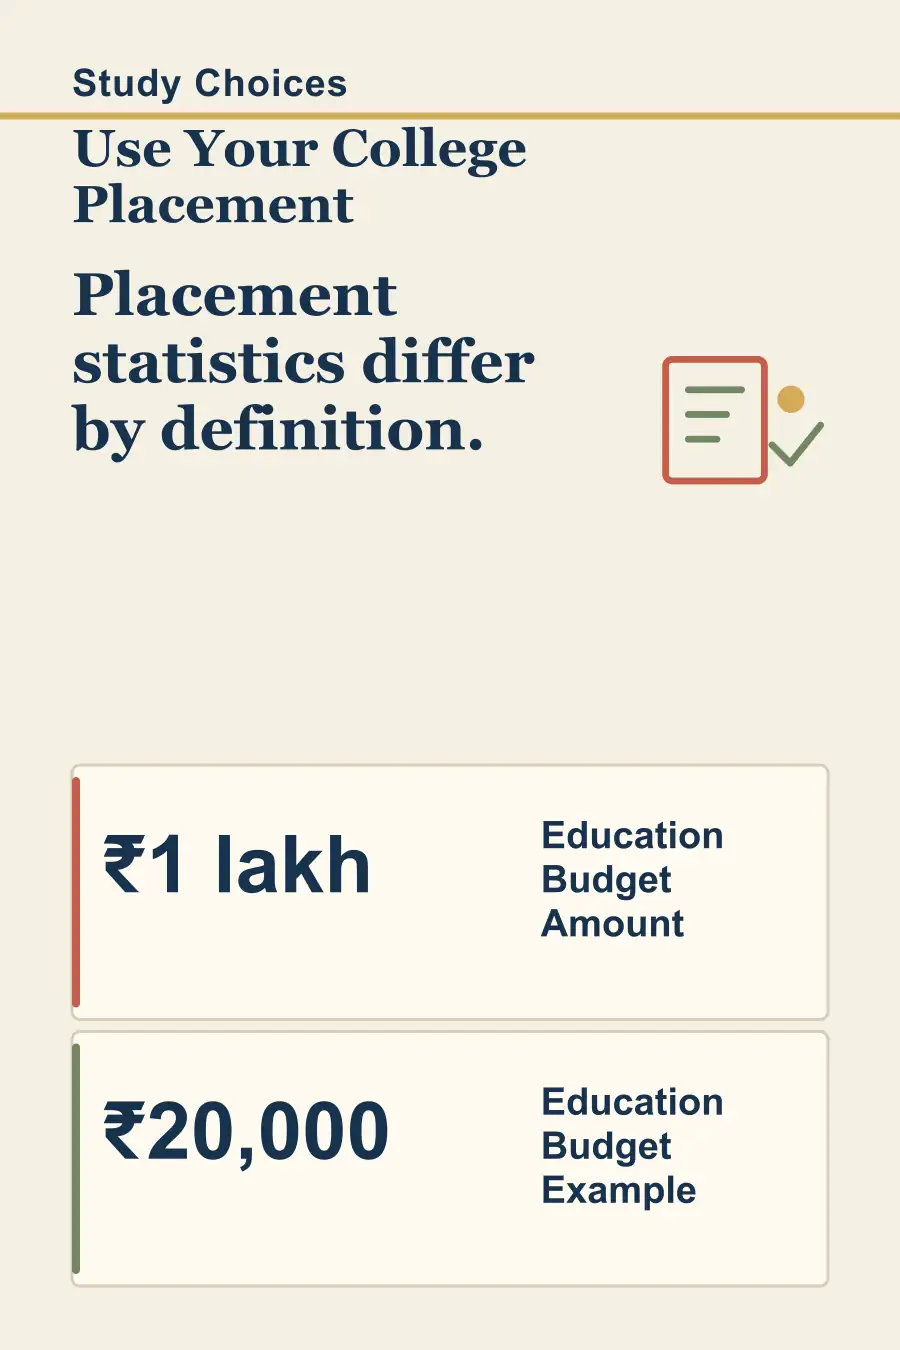 Study Choices
Use Your College
Placement
Placement
statistics differ
by definition.
₹1 lakh
Education
Budget
Amount
₹20,000
Education
Budget
Example